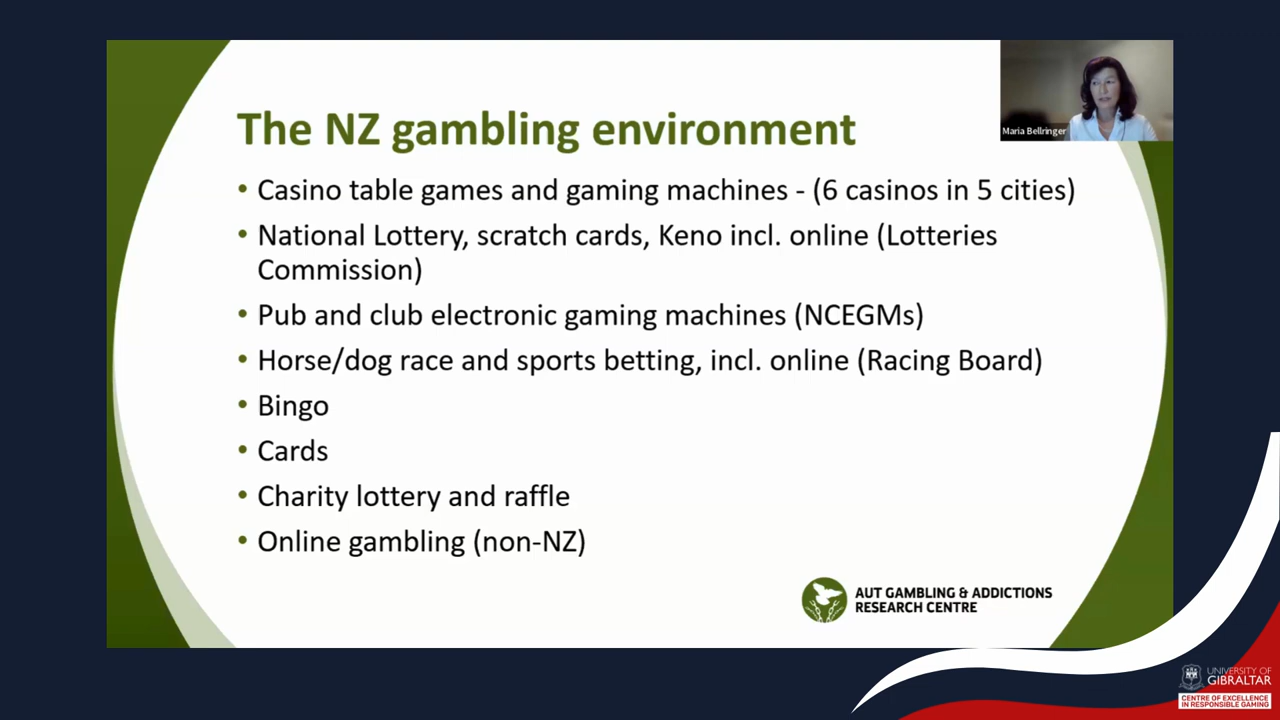 The NZ gambling environment
Maria Bellringer
• Casino table games and gaming machines - (6 casinos in 5 cities)
• National Lottery, scratch cards, Keno incl. online (Lotteries
Commission)
• Pub and club electronic gaming machines (NCEGMs)
• Horse/dog race and sports betting, incl. online (Racing Board)
• Bingo
• Cards
• Charity lottery and raffle
• Online gambling (non-NZ)
AUT GAMBLING & ADDICTIONS
RESEARCH CENTRE
UNIVERSITY OF
GIBRALTAR
CENTRE OF EXCELLENCE
IN RESPONSIBLE GAMING